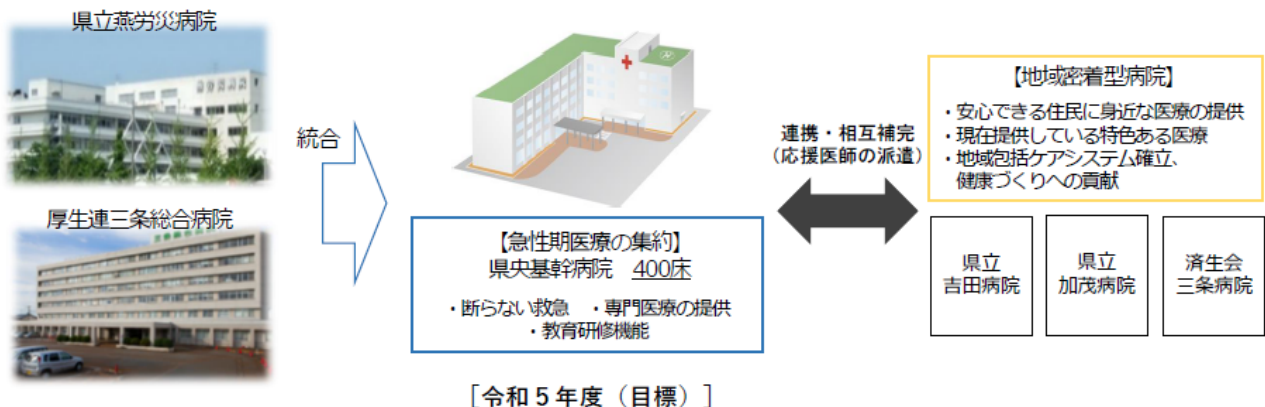 県立燕労災病院
厚生連三条総合病院
統合
【急性期医療の集約】
県央基幹病院 400床
・断らない救急 ・専門医療の提供
・教育研修機能
[令和5年度（目標）]
連携・相互補完
（応援医師の派遣）
【地域密着型病院】
・安心できる住民に身近な医療の提供
・現在提供している特色ある医療
・地域包括ケアシステム確立、
健康づくりへの貢献
県立
吉田病院
県立
加茂病院
済生会
三条病院